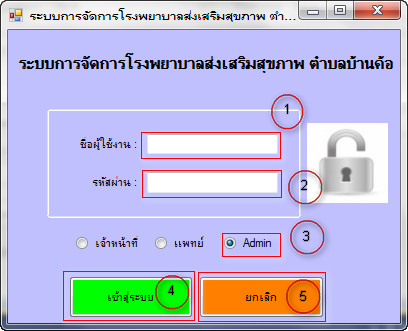 ระบบการจัดการโรงพยาบาลส่งเสริมสุขภาพ ตำ...
ระบบการจัดการโรงพยาบาลส่งเสริมสุขภาพ ตำบลบ้านค้อ
1
ชื่อผู้ใช้งาน :
รหัสผ่าน :
2
เจ้าหน้าที่ แพทย์ Admin 3
เข้าสู่ระบบ 4 ยกเลิก 5